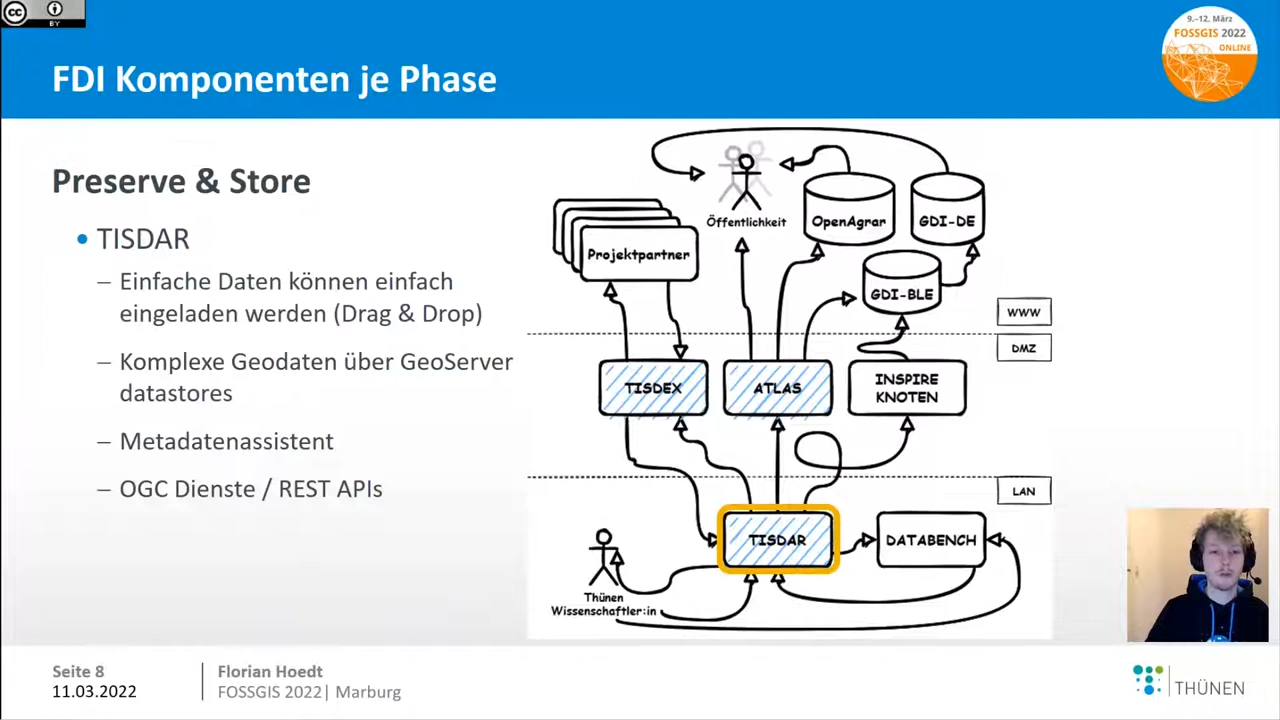 cc
BY
9.–12. März
FOSSGIS 2022
ONLINE
FDI Komponenten je Phase
Preserve & Store
• TISDAR
– Einfache Daten können einfach
eingeladen werden (Drag & Drop)
– Komplexe Geodaten über GeoServer
datastores
– Metadatenassistent
– OGC Dienste / REST APIs
Öffentlichkeit
OpenAgrar
GDI-DE
Projektpartner
GDI-BLE
WWW
DMZ
TISDEX
ATLAS
INSPIRE
KNOTEN
LAN
TISDAR
DATABENCH
Thünen
Wissenschaftler:in
Seite 8
11.03.2022
Florian Hoedt
FOSSGIS 2022| Marburg
THÜNEN